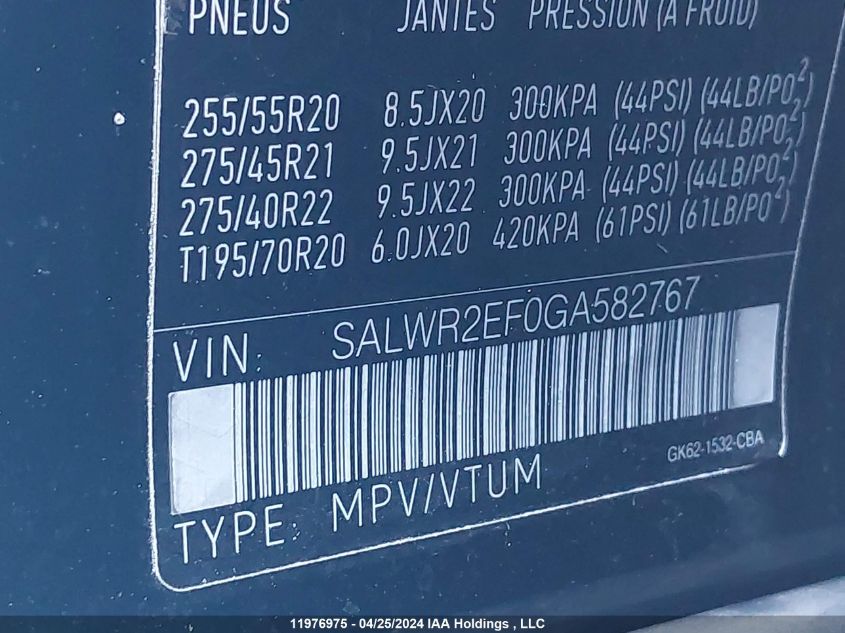 PNEUS JANTES PRESSION (À FROID)
255/55R20 8.5JX20 300KPA (44PSI) (44LB/PO²)
275/45R21 9.5JX21 300KPA (44PSI) (44LB/PO²)
275/40R22 9.5JX22 300KPA (44PSI) (44LB/PO²)
T195/70R20 6.0JX20 420KPA (61PSI) (61LB/PO²)
VIN: SALWR2EF0GA582767
GK62-1532-CBA
TYPE: MPV/VTUM
11976975 - 04/25/2024 IAA Holdings , LLC